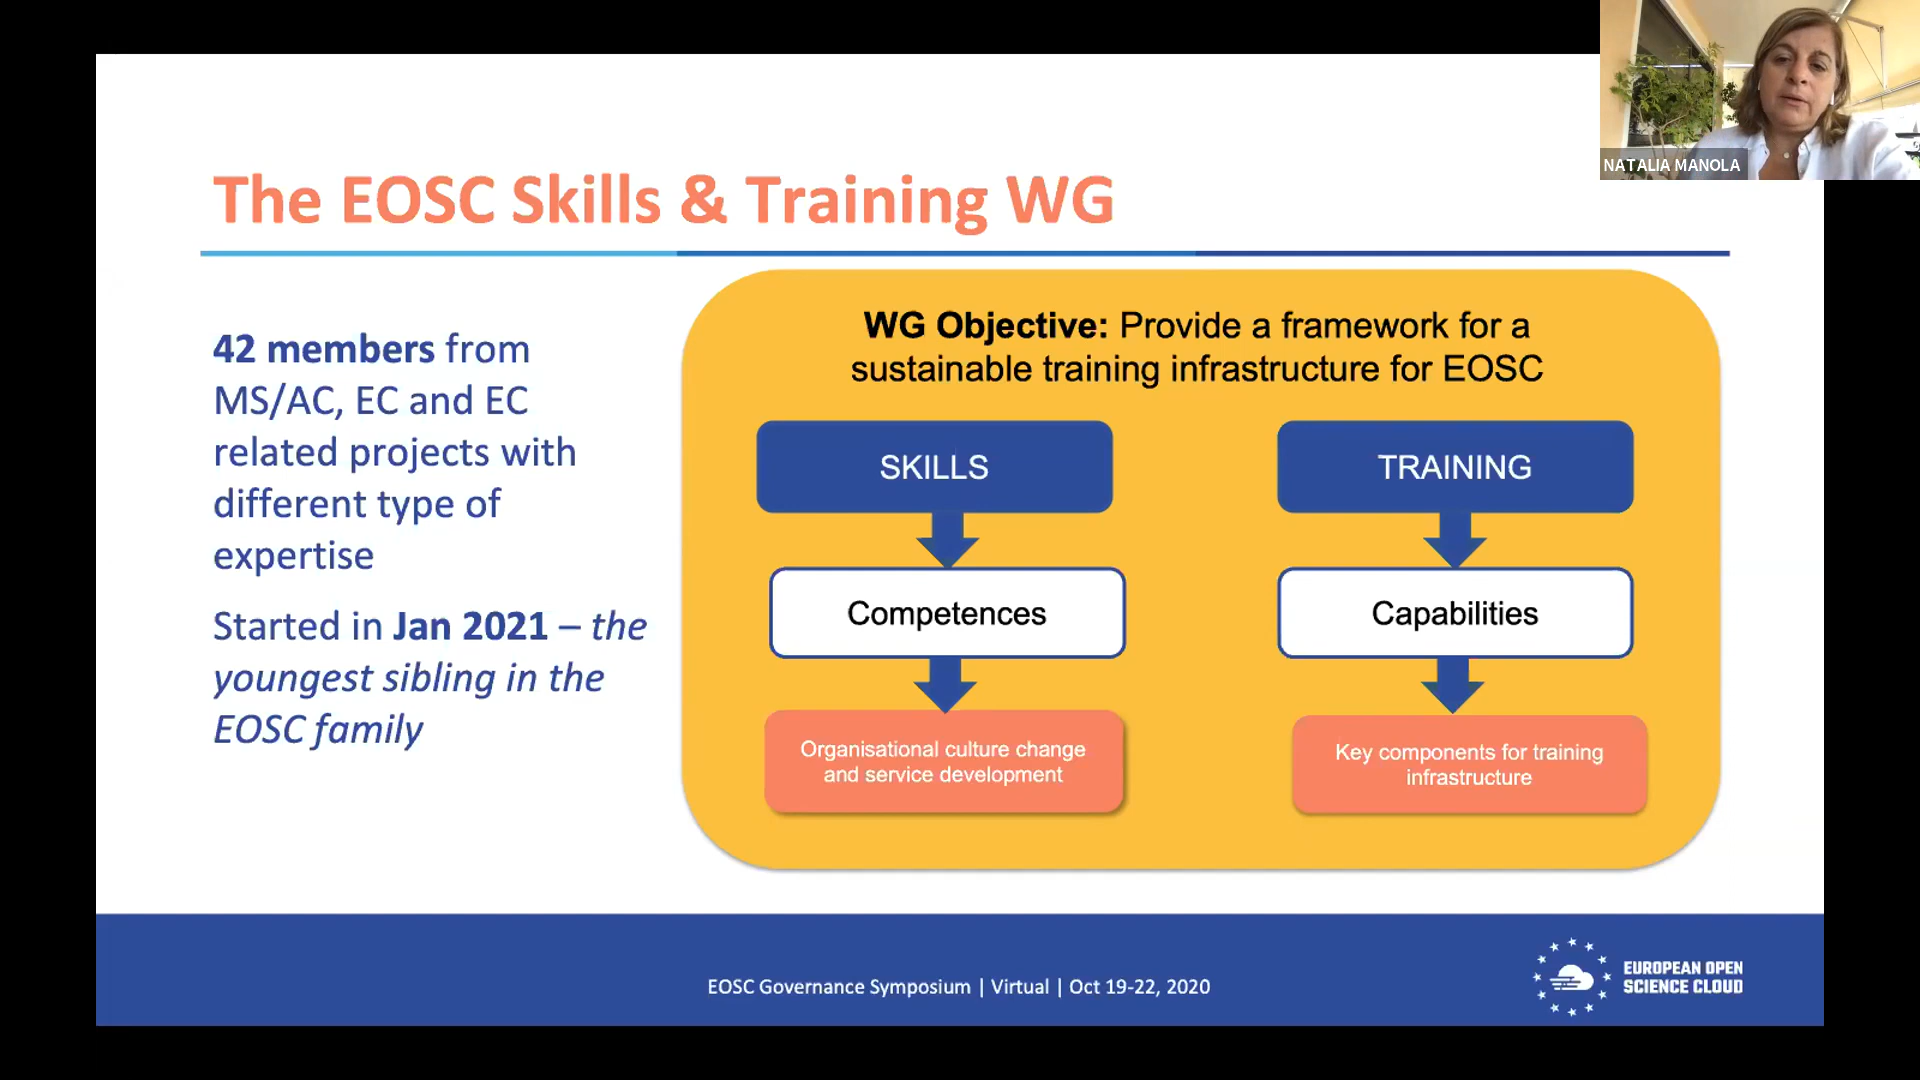 NATALIA MANOLA
The EOSC Skills & Training WG
42 members from
MS/AC, EC and EC
related projects with
different type of
expertise
Started in Jan 2021 – the
youngest sibling in the
EOSC family
WG Objective: Provide a framework for a
sustainable training infrastructure for EOSC
SKILLS
TRAINING
Competences
Capabilities
Organisational culture change
and service development
Key components for training
infrastructure
EOSC Governance Symposium | Virtual | Oct 19-22, 2020
EUROPEAN OPEN
SCIENCE CLOUD